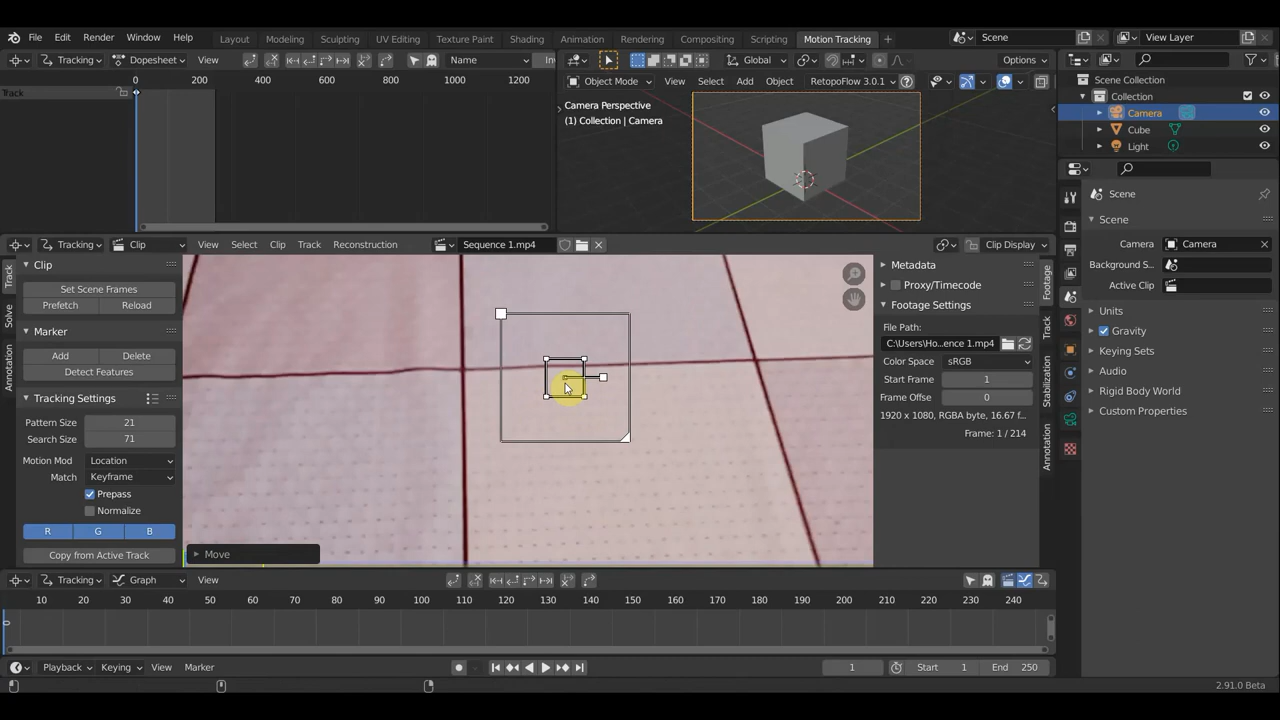 File Edit Render Window Help Layout Modeling Sculpting UV Editing Texture Paint Shading Animation Rendering Compositing Scripting Motion Tracking + Scene View Layer
Dopesheet View Name Inv
Global Options
Object Mode View Select Add Object RetopoFlow 3.0.1 ?
0 200 400 600 800 1000 1200
Track
Camera Perspective
(1) Collection | Camera
Scene Collection
Collection
Camera
Cube
Light
Tracking Clip View Select Clip Track Reconstruction Sequence 1.mp4 Clip Display
Track
Solve
Annotation
Clip
Set Scene Frames
Prefetch Reload
Marker
Add Delete
Detect Features
Tracking Settings
Pattern Size 21
Search Size 71
Motion Mod Location
Match Keyframe
Prepass
Normalize
R G B
Copy from Active Track
Move
Metadata
Proxy/Timecode
Footage Settings
File Path:
C:\Users\Ho...ence 1.mp4
Color Space sRGB
Start Frame 1
Frame Offset 0
1920 x 1080, RGBA byte, 16.67 f...
Frame: 1 / 214
Footage
Track
Stabilization
Annotation
Scene
Scene
Camera Camera
Background S...
Active Clip
Units
Gravity
Keying Sets
Audio
Rigid Body World
Custom Properties
Tracking Graph View
10 20 30 40 50 60 70 80 90 100 110 120 130 140 150 160 170 180 190 200 210 220 230 240
Playback Keying View Marker 1 Start 1 End 250
2.91.0 Beta